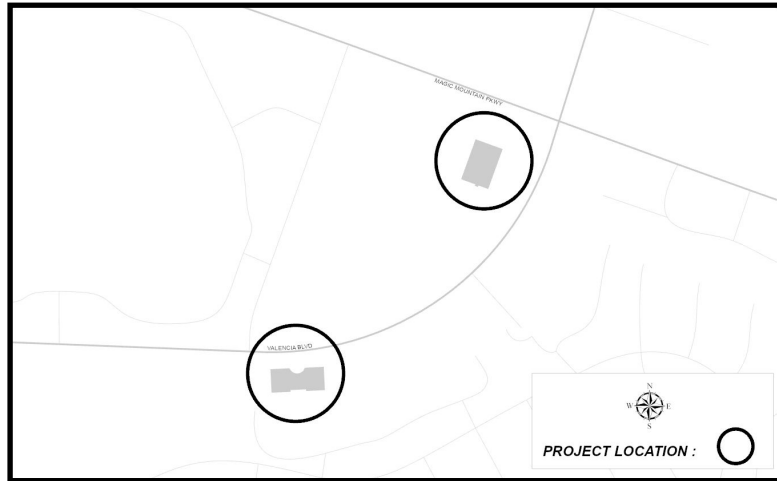 MAGIC MOUNTAIN PKWY
VALENCIA BLVD
N
W E
S
PROJECT LOCATION :